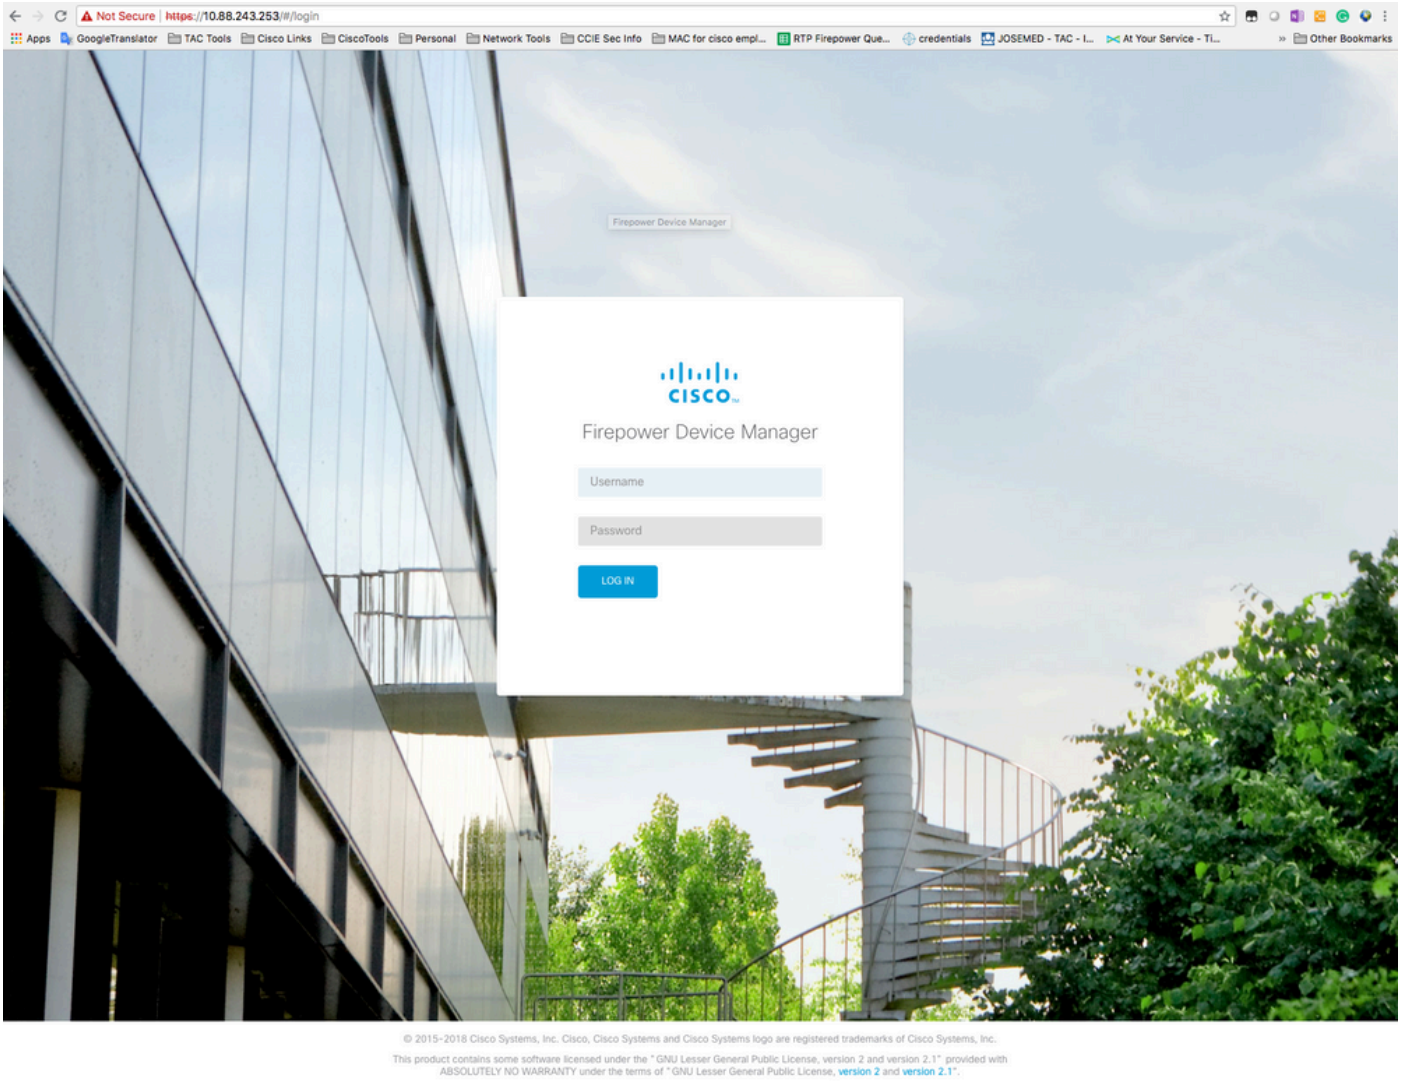 Not Secure | https://10.88.243.253/#/login
Apps GoogleTranslator TAC Tools Cisco Links CiscoTools Personal Network Tools CCIE Sec Info MAC for cisco empl... RTP Firepower Que... credentials JOSEMED - TAC - I... At Your Service - Ti... » Other Bookmarks
Firepower Device Manager
CISCO™
Firepower Device Manager
Username
Password
LOG IN
© 2015-2018 Cisco Systems, Inc. Cisco, Cisco Systems and Cisco Systems logo are registered trademarks of Cisco Systems, Inc.
This product contains some software licensed under the "GNU Lesser General Public License, version 2 and version 2.1" provided with
ABSOLUTELY NO WARRANTY under the terms of "GNU Lesser General Public License, version 2 and version 2.1".